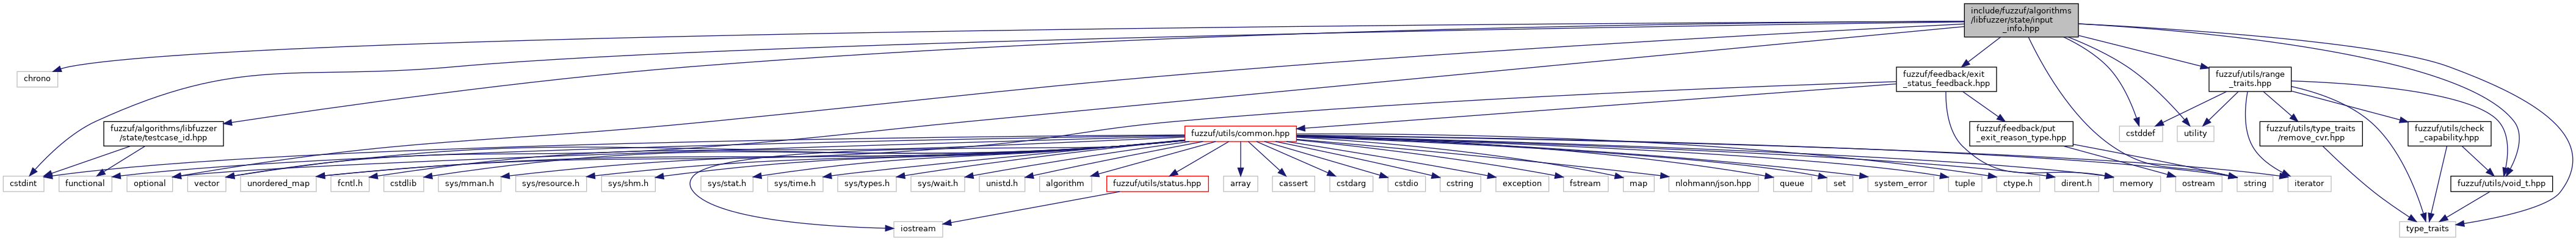 include/fuzzuf/algorithms
/libfuzzer/state/input
_info.hpp
chrono
fuzzuf/feedback/exit
_status_feedback.hpp
fuzzuf/utils/range
_traits.hpp
fuzzuf/algorithms/libfuzzer
/state/testcase_id.hpp
fuzzuf/utils/common.hpp
fuzzuf/feedback/put
_exit_reason_type.hpp
cstddef
utility
fuzzuf/utils/type_traits
/remove_cvr.hpp
fuzzuf/utils/check
_capability.hpp
cstdint
functional
optional
vector
unordered_map
fcntl.h
cstdlib
sys/mman.h
sys/resource.h
sys/shm.h
sys/stat.h
sys/time.h
sys/types.h
sys/wait.h
unistd.h
algorithm
fuzzuf/utils/status.hpp
array
cassert
cstdarg
cstdio
cstring
exception
fstream
map
nlohmann/json.hpp
queue
set
system_error
tuple
ctype.h
dirent.h
memory
ostream
string
iterator
fuzzuf/utils/void_t.hpp
iostream
type_traits